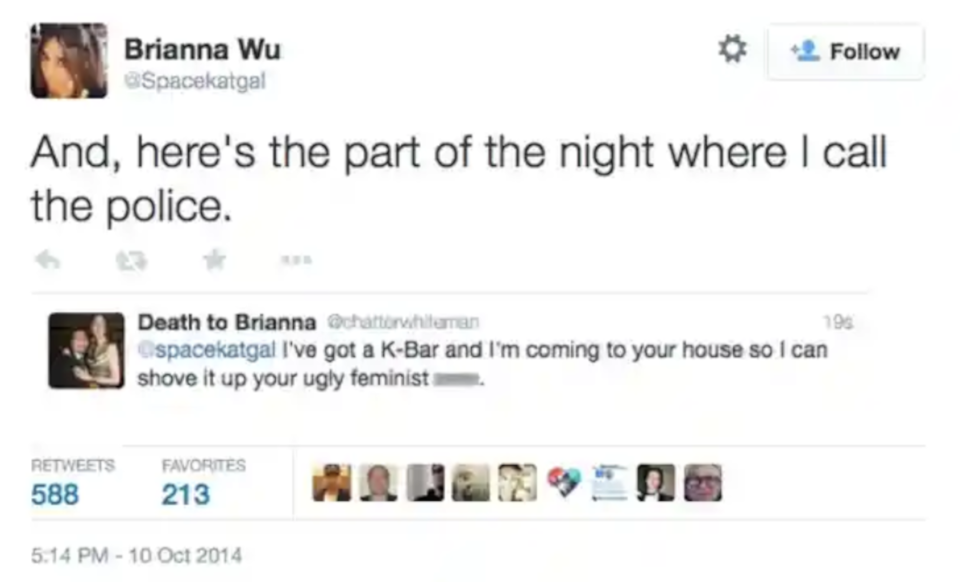 Brianna Wu
@Spacekatgal
Follow
And, here's the part of the night where I call
the police.
Death to Brianna @chatterwhiteman 19s
@spacekatgal I've got a K-Bar and I'm coming to your house so I can
shove it up your ugly feminist .
RETWEETS FAVORITES
588 213
5:14 PM - 10 Oct 2014